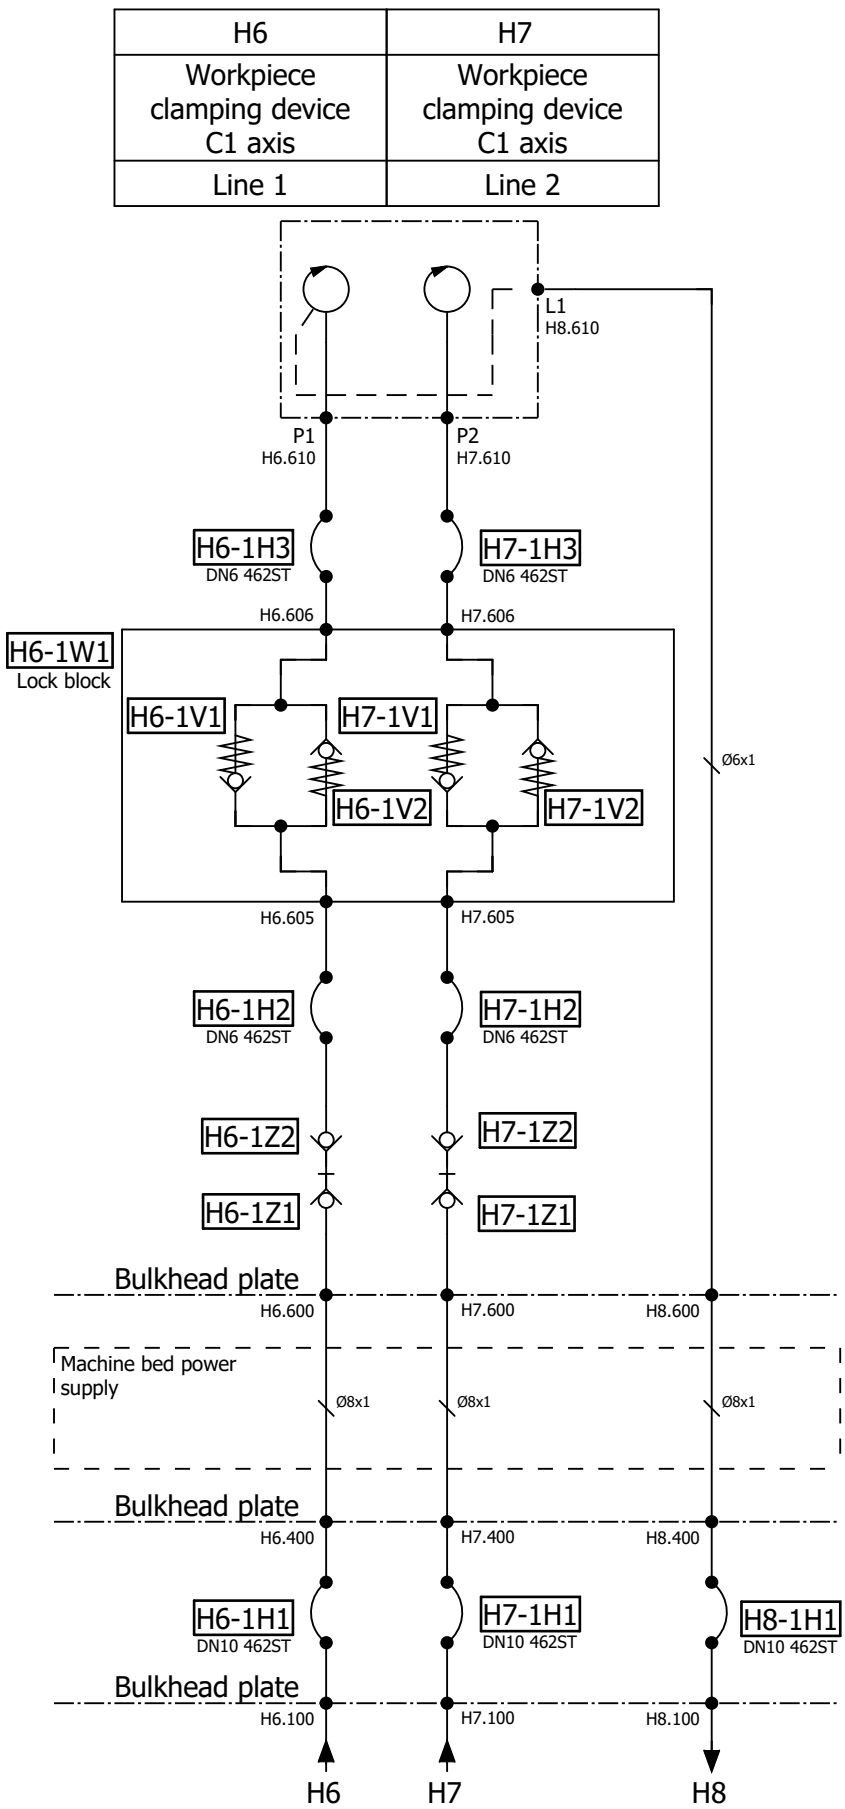 H6 H7
Workpiece Workpiece
clamping device clamping device
C1 axis C1 axis
Line 1 Line 2
L1
H8.610
P1 P2
H6.610 H7.610
H6-1H3 H7-1H3
DN6 462ST DN6 462ST
H6.606 H7.606
H6-1W1
Lock block
H6-1V1 H7-1V1
Ø6x1
H6-1V2 H7-1V2
H6.605 H7.605
H6-1H2 H7-1H2
DN6 462ST DN6 462ST
H6-1Z2 H7-1Z2
H6-1Z1 H7-1Z1
Bulkhead plate
H6.600 H7.600 H8.600
Machine bed power
supply
Ø8x1 Ø8x1 Ø8x1
Bulkhead plate
H6.400 H7.400 H8.400
H6-1H1 H7-1H1 H8-1H1
DN10 462ST DN10 462ST DN10 462ST
Bulkhead plate
H6.100 H7.100 H8.100
H6 H7 H8